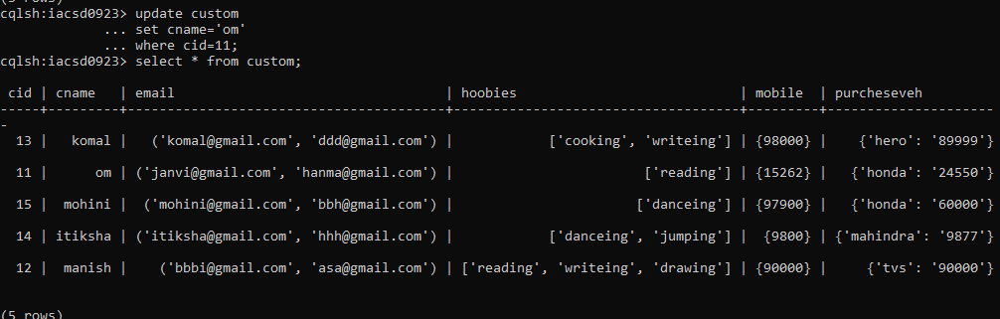 (5 rows)
cqlsh:iacsd0923> update custom
             ... set cname='om'
             ... where cid=11;
cqlsh:iacsd0923> select * from custom;
 cid | cname   | email                                 | hoobies                           | mobile  | purcheseveh
-----+---------+---------------------------------------+-----------------------------------+---------+---------------------
-
  13 |   komal |   ('komal@gmail.com', 'ddd@gmail.com') |            ['cooking', 'writeing'] | {98000} |    {'hero': '89999'}
  11 |      om | ('janvi@gmail.com', 'hanma@gmail.com') |                        ['reading'] | {15262} |   {'honda': '24550'}
  15 |  mohini |  ('mohini@gmail.com', 'bbh@gmail.com') |                       ['danceing'] | {97900} |   {'honda': '60000'}
  14 | itiksha | ('itiksha@gmail.com', 'hhh@gmail.com') |            ['danceing', 'jumping'] |  {9800} | {'mahindra': '9877'}
  12 |  manish |    ('bbbi@gmail.com', 'asa@gmail.com') | ['reading', 'writeing', 'drawing'] | {90000} |     {'tvs': '90000'}
(5 rows)